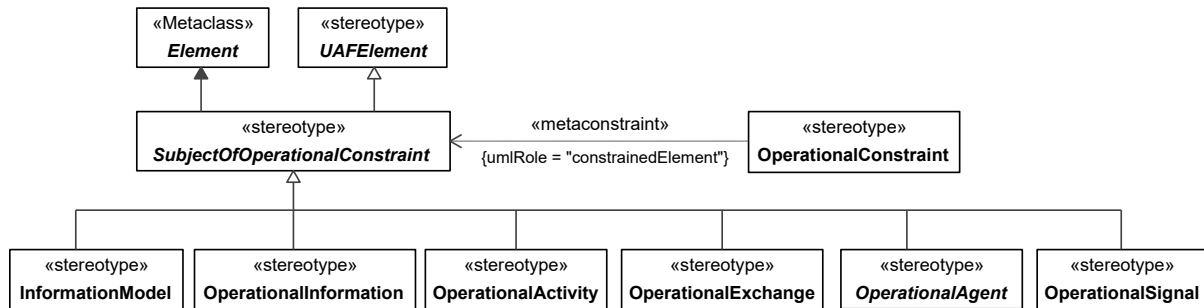 «Metaclass»
Element
«stereotype»
UAFElement
«stereotype»
SubjectOfOperationalConstraint
«metaconstraint»
{umlRole = "constrainedElement"}
«stereotype»
OperationalConstraint
«stereotype»
InformationModel
«stereotype»
OperationalInformation
«stereotype»
OperationalActivity
«stereotype»
OperationalExchange
«stereotype»
OperationalAgent
«stereotype»
OperationalSignal